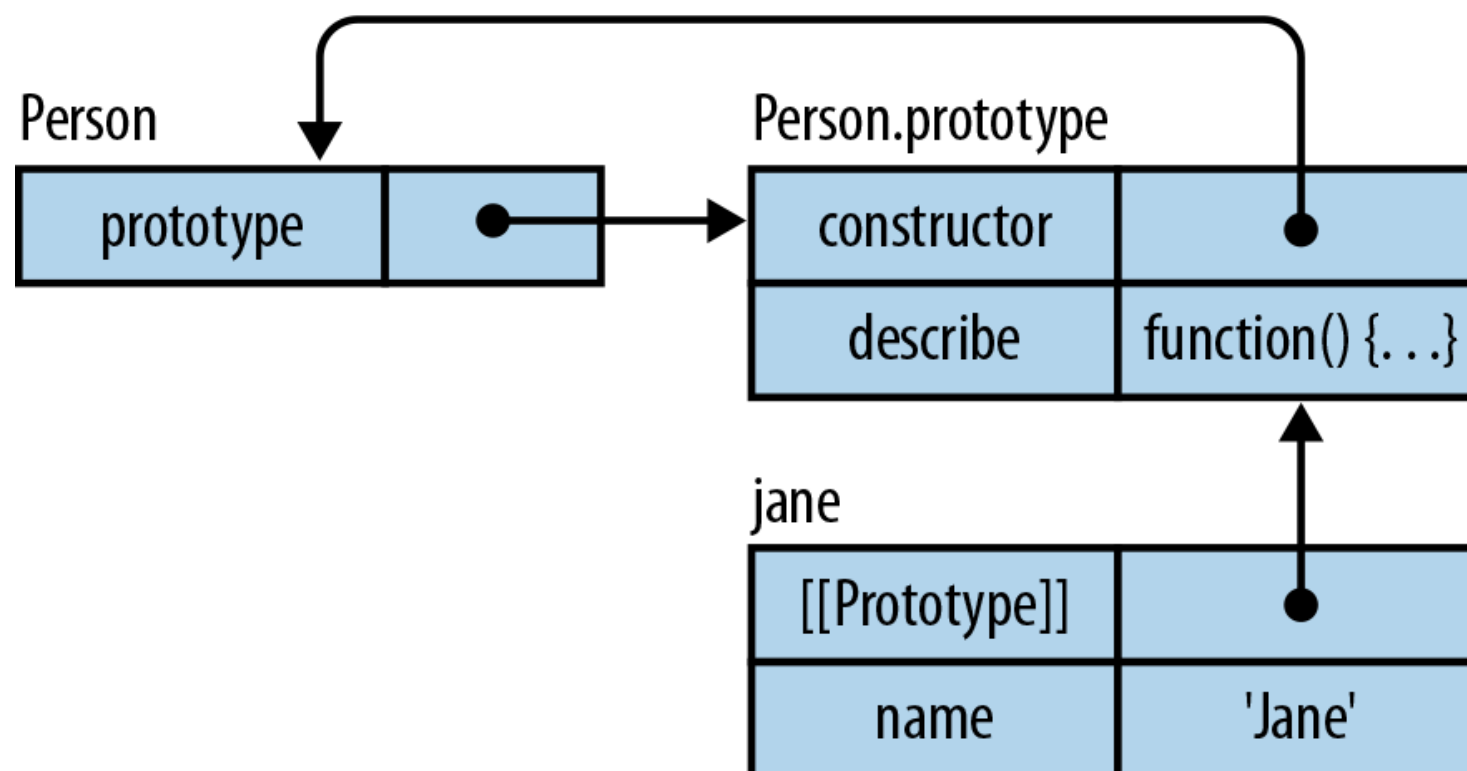 Person
Person.prototype
prototype
constructor
describe function() {. . .}
jane
[[Prototype]]
name 'Jane'